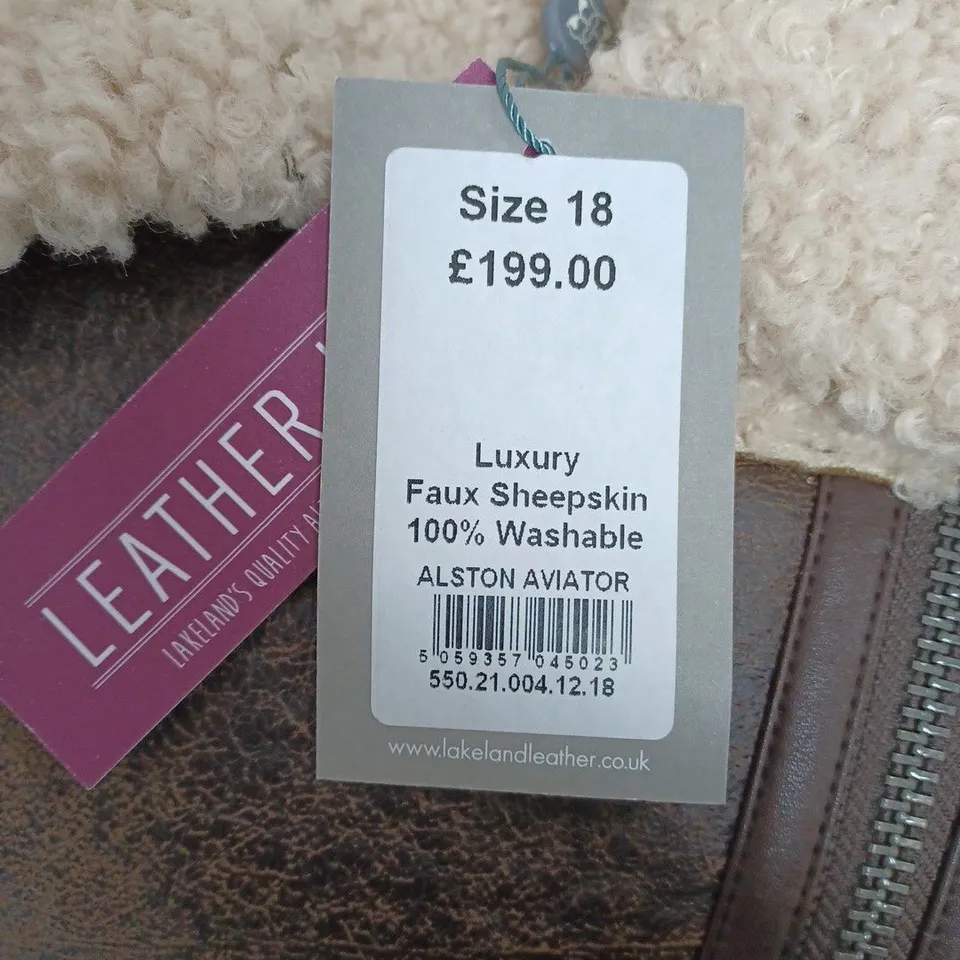 Size 18
£199.00
Luxury
Faux Sheepskin
100% Washable
ALSTON AVIATOR
5 059357 045023
550.21.004.12.18
www.lakelandleather.co.uk
LEATHER
LAKELAND'S QUALITY